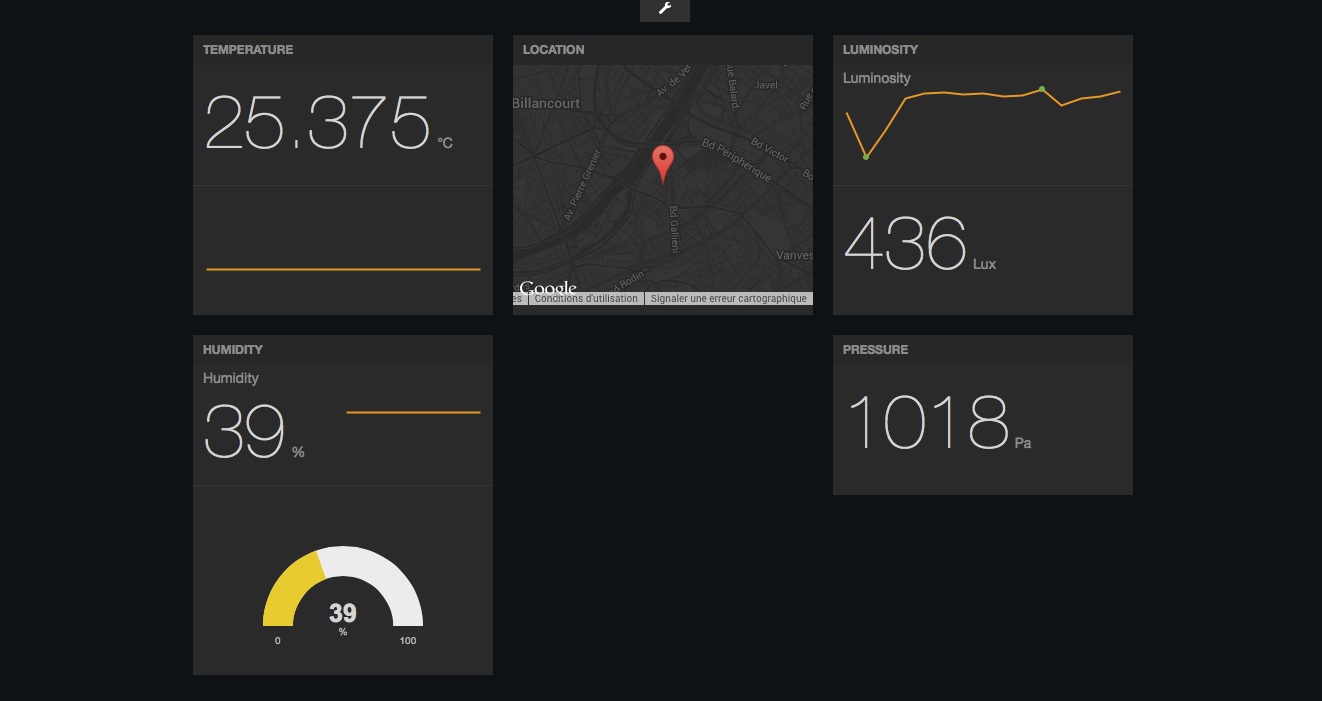 TEMPERATURE
25.375 °C
LOCATION
Av. de Vel
ue Balard
Javel
Rue
Billancourt
Bd Victor
Bd Périphérique
Bd
Av. Pierre Grenier
Bd Gallieni
Vanves
d Rodin
Google
es
Conditions d'utilisation
Signaler une erreur cartographique
LUMINOSITY
Luminosity
436 Lux
HUMIDITY
Humidity
39 %
39
%
0
100
PRESSURE
1018 Pa